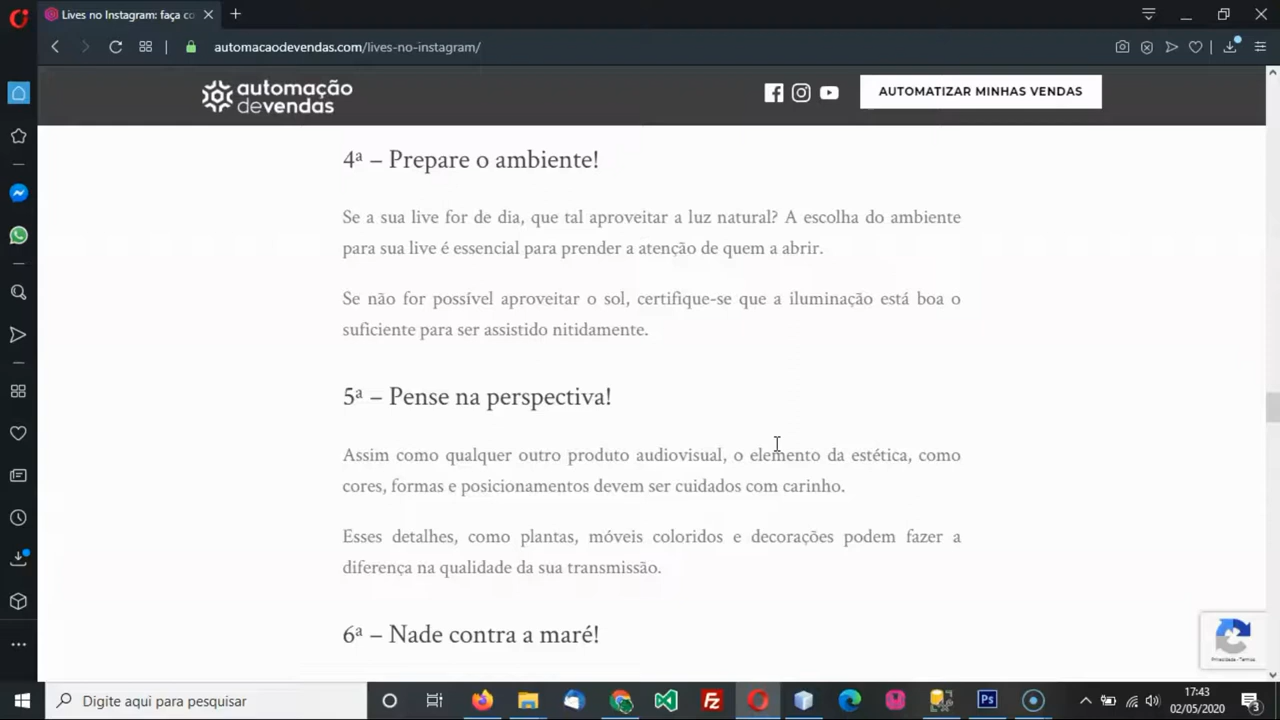 Lives no Instagram: faça co
automacaodevendas.com/lives-no-instagram/
automação
devendas
AUTOMATIZAR MINHAS VENDAS
4ª – Prepare o ambiente!
Se a sua live for de dia, que tal aproveitar a luz natural? A escolha do ambiente
para sua live é essencial para prender a atenção de quem a abrir.
Se não for possível aproveitar o sol, certifique-se que a iluminação está boa o
suficiente para ser assistido nitidamente.
5ª – Pense na perspectiva!
Assim como qualquer outro produto audiovisual, o elemento da estética, como
cores, formas e posicionamentos devem ser cuidados com carinho.
Esses detalhes, como plantas, móveis coloridos e decorações podem fazer a
diferença na qualidade da sua transmissão.
6ª – Nade contra a maré!
Privacidade - Termos
Digite aqui para pesquisar
Ps
17:43
02/05/2020
3